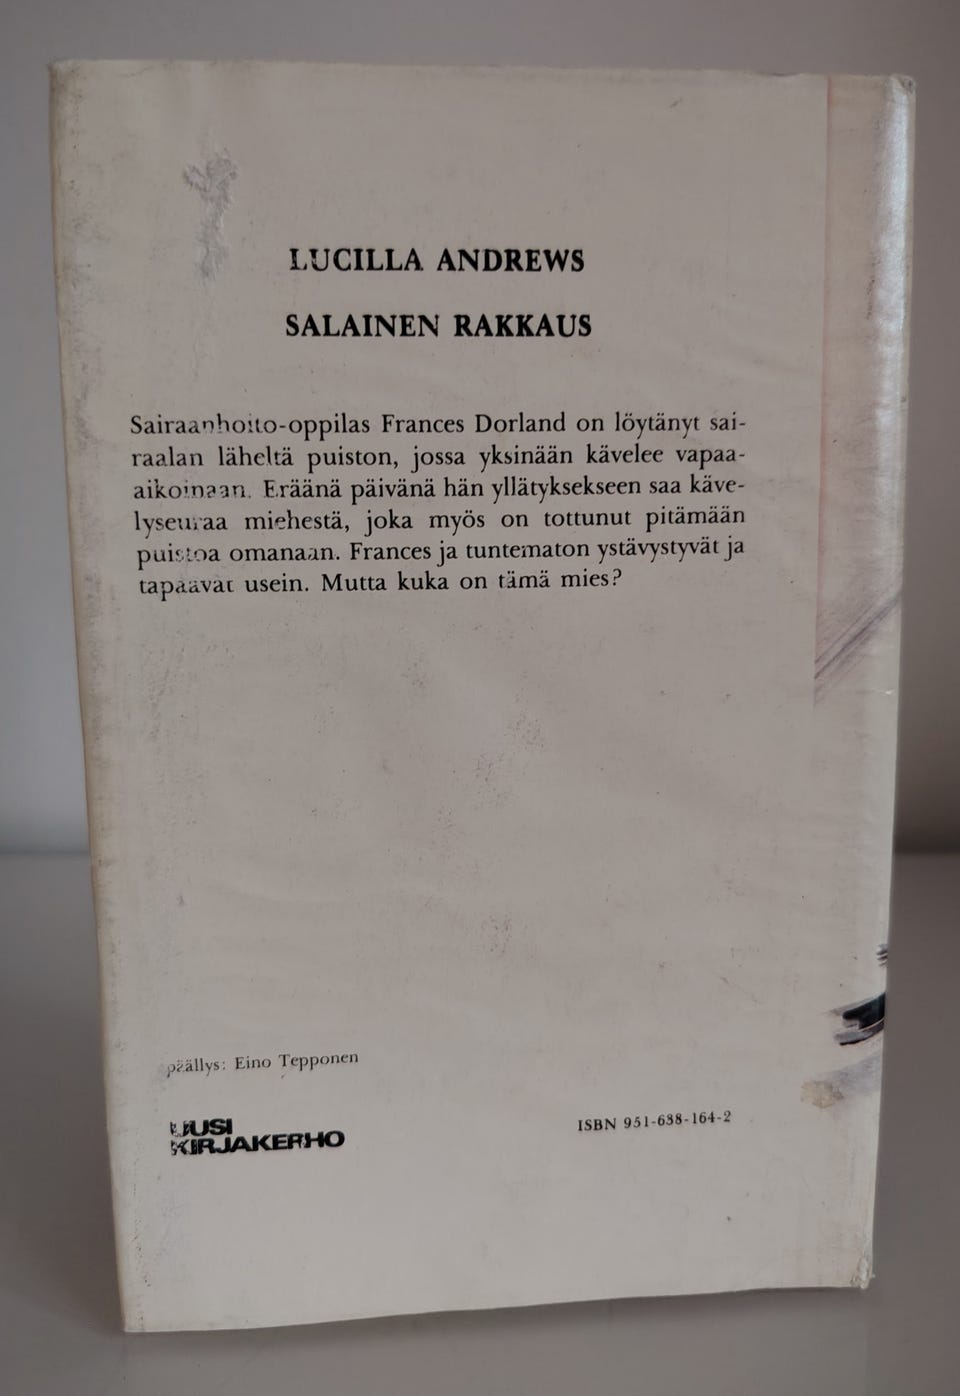 LUCILLA ANDREWS
SALAINEN RAKKAUS
Sairaanhoito-oppilas Frances Dorland on löytänyt sai-
raalan läheltä puiston, jossa yksinään kävelee vapaa-
aikoinaan. Eräänä päivänä hän yllätyksekseen saa käve-
lyseuraa miehestä, joka myös on tottunut pitämään
puistoa omanaan. Frances ja tuntematon ystävystyvät ja
tapaavat usein. Mutta kuka on tämä mies?
päällys: Eino Tepponen
UUSI
KIRJAKERHO
ISBN 951-638-164-2